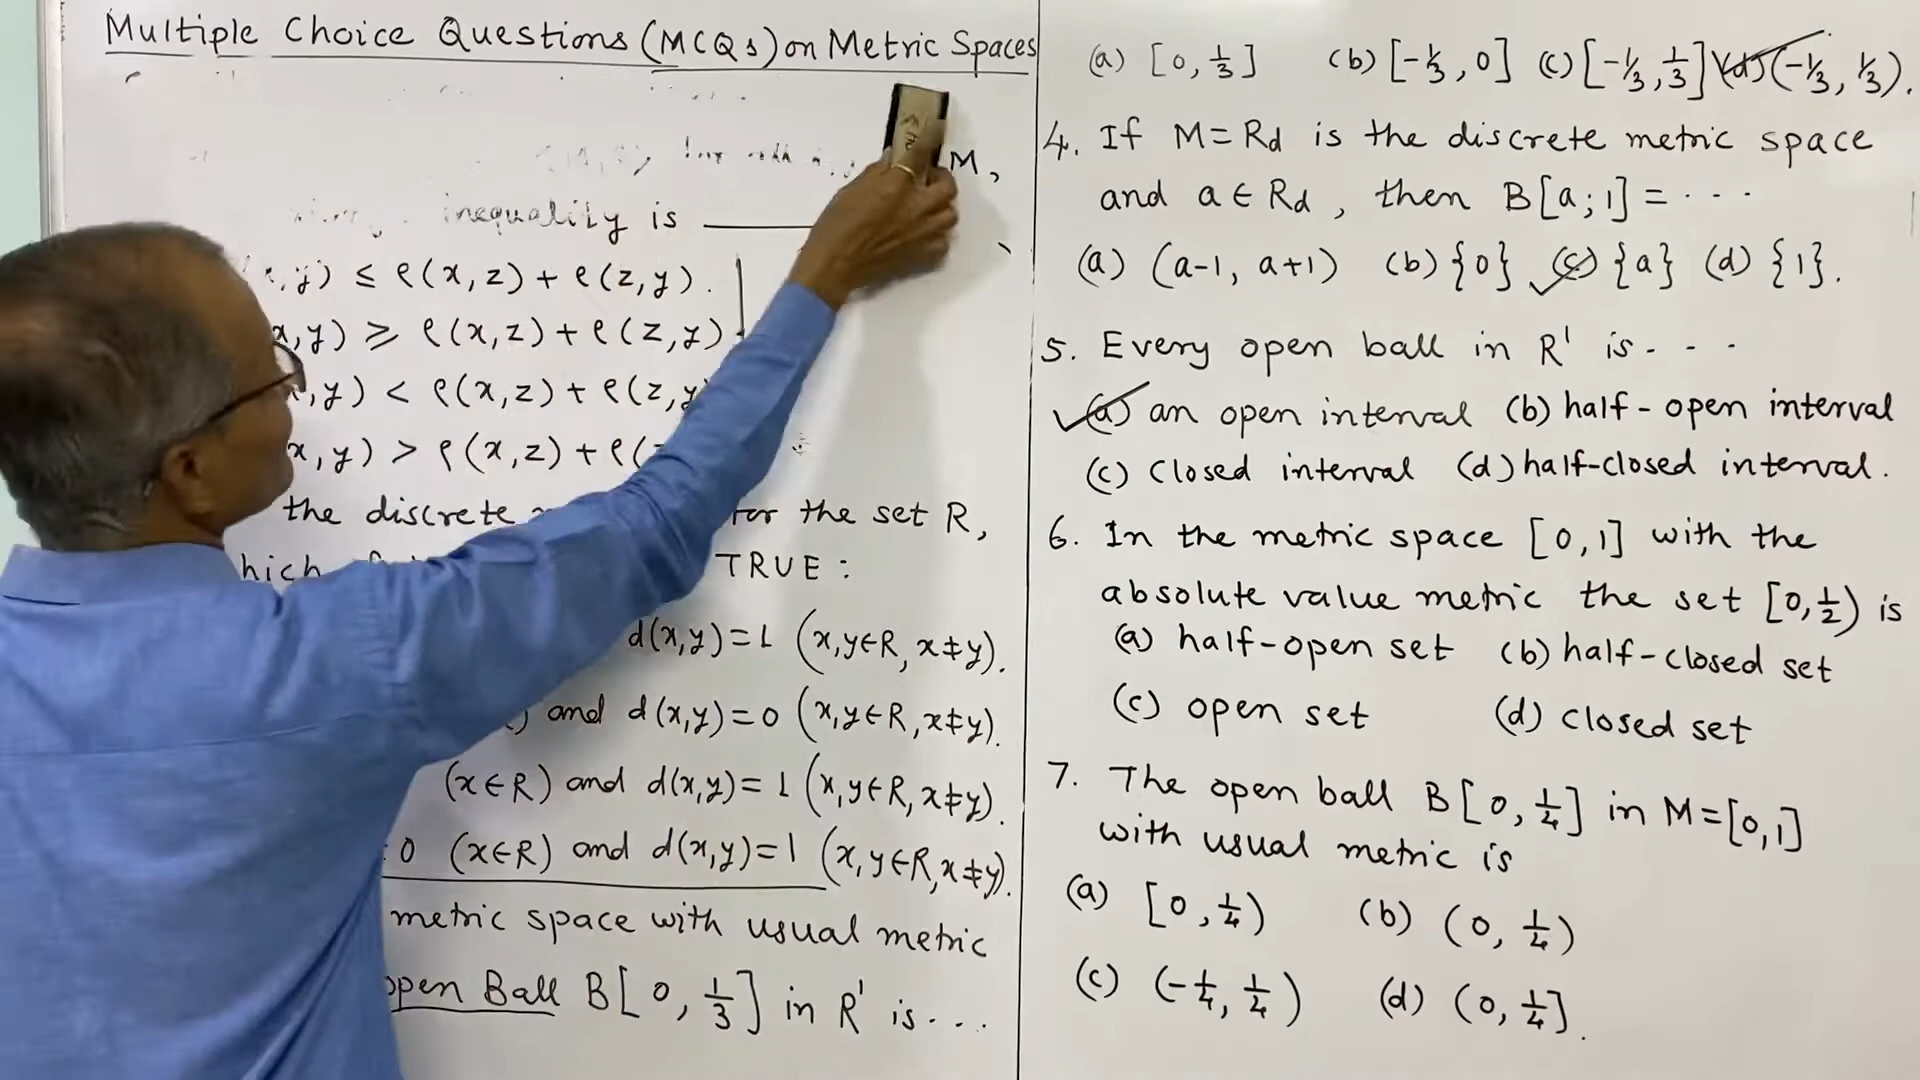 Multiple Choice Questions (MCQs) on Metric Spaces
M,
inequality is
y) ≤ ρ(x,z) + ρ(z,y).
x,y) ≥ ρ(x,z) + ρ(z,y)
,y) < ρ(x,z) + ρ(z,y
x,y) > ρ(x,z) + ρ(
the discrete for the set R,
TRUE :
d(x,y)=1 (x,y∈R, x≠y).
and d(x,y)=0 (x,y∈R, x≠y).
(x∈R) and d(x,y)=1 (x,y∈R, x≠y).
0 (x∈R) and d(x,y)=1 (x,y∈R, x≠y).
metric space with usual metric
open Ball B[0, 1/3] in R' is...
(a) [0, 1/3] (b) [-1/3, 0] (c) [-1/3, 1/3] (d) (-1/3, 1/3).
4. If M=Rd is the discrete metric space
and a∈Rd, then B[a;1] = ....
(a) (a-1, a+1) (b) {0} (c) {a} (d) {1}.
5. Every open ball in R' is - - -
(a) an open interval (b) half-open interval
(c) closed interval (d) half-closed interval.
6. In the metric space [0,1] with the
absolute value metric the set [0, 1/2) is
(a) half-open set (b) half-closed set
(c) open set (d) closed set
7. The open ball B[0, 1/4] in M=[0,1]
with usual metric is
(a) [0, 1/4) (b) (0, 1/4)
(c) (-1/4, 1/4) (d) (0, 1/4].